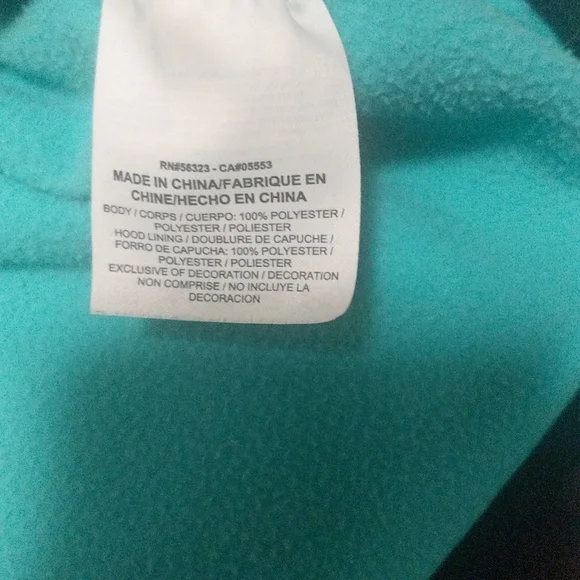 RN#56323 - CA#05553
MADE IN CHINA/FABRIQUE EN
CHINE/HECHO EN CHINA
BODY / CORPS / CUERPO: 100% POLYESTER /
POLYESTER / POLIESTER
HOOD LINING / DOUBLURE DE CAPUCHE /
FORRO DE CAPUCHA: 100% POLYESTER /
POLYESTER / POLIESTER
EXCLUSIVE OF DECORATION / DECORATION
NON COMPRISE / NO INCLUYE LA
DECORACION